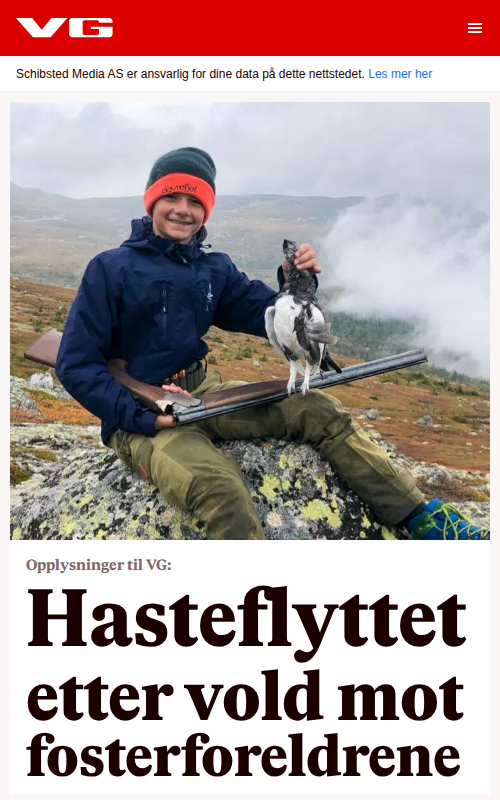 VG
Schibsted Media AS er ansvarlig for dine data på dette nettstedet. Les mer her
dovrefjell
Opplysninger til VG:
Hasteflyttet
etter vold mot
fosterforeldrene